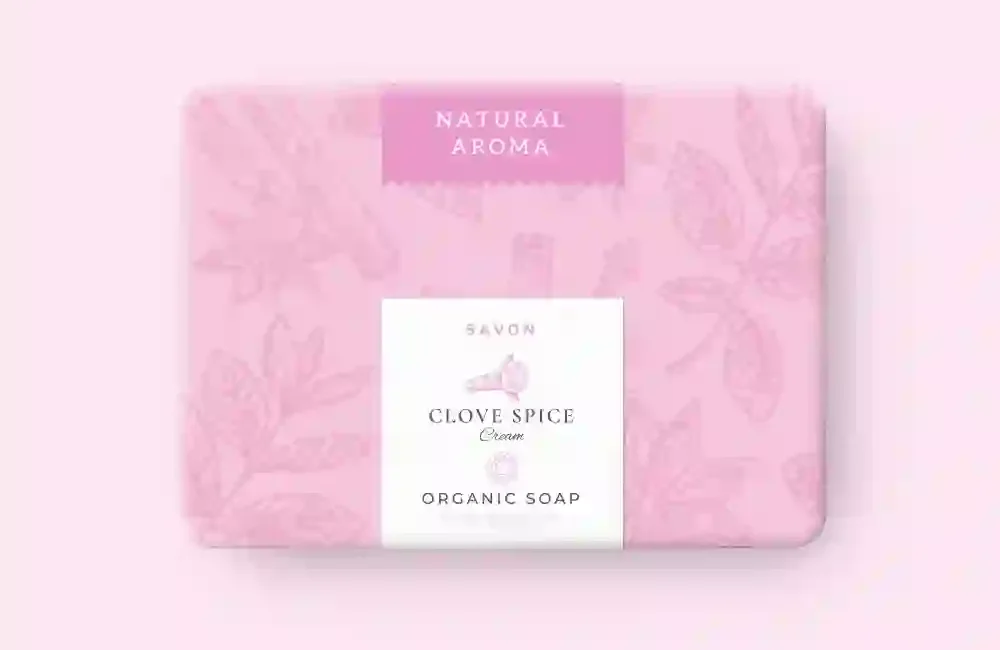 NATURAL
AROMA
SAVON
CLOVE SPICE
Cream
ORGANIC SOAP